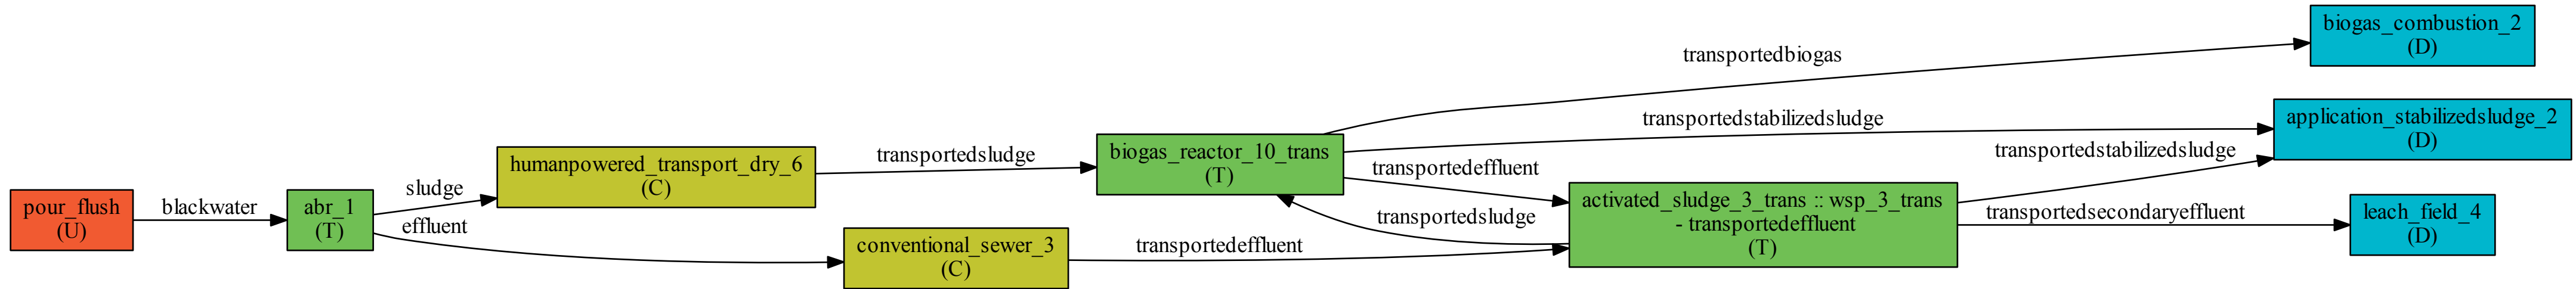 pour_flush
(U)
blackwater
abr_1
(T)
sludge
effluent
humanpowered_transport_dry_6
(C)
conventional_sewer_3
(C)
transportedsludge
transportedeffluent
biogas_reactor_10_trans
(T)
transportedbiogas
transportedstabilizedsludge
transportedeffluent
transportedsludge
activated_sludge_3_trans :: wsp_3_trans
- transportedeffluent
(T)
transportedstabilizedsludge
transportedsecondaryeffluent
biogas_combustion_2
(D)
application_stabilizedsludge_2
(D)
leach_field_4
(D)